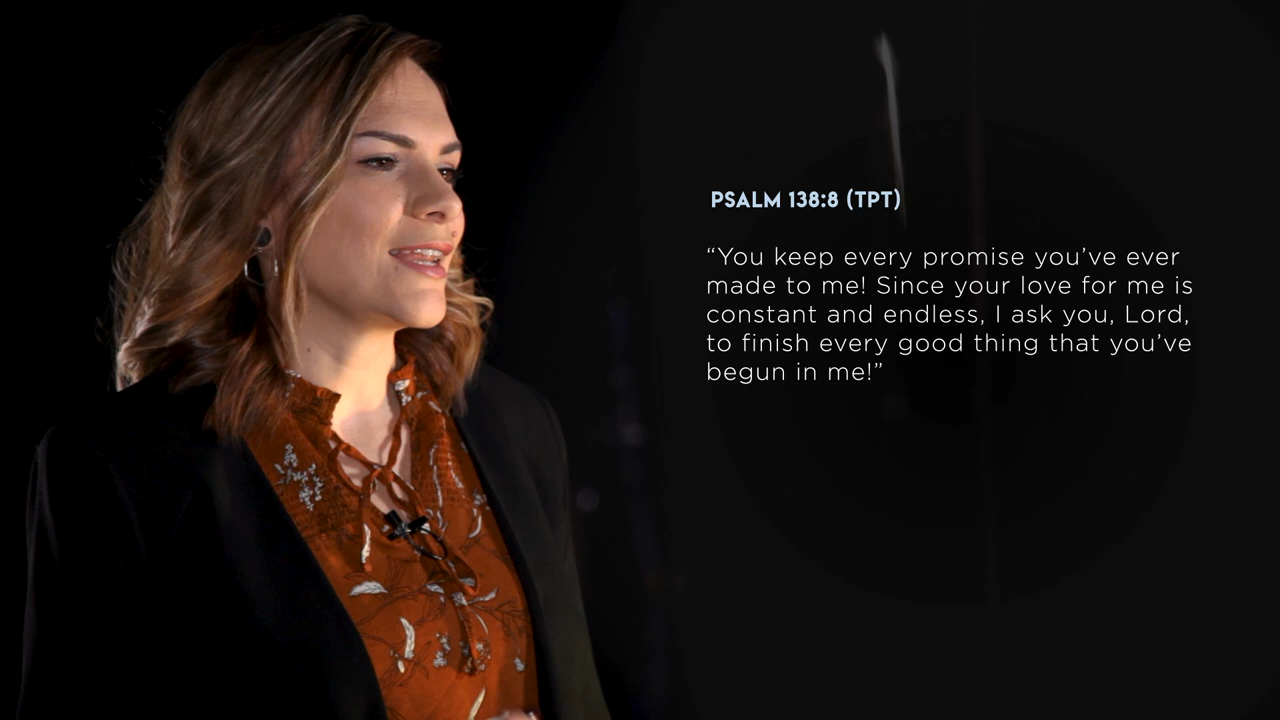 PSALM 138:8 (TPT)
“You keep every promise you’ve ever
made to me! Since your love for me is
constant and endless, I ask you, Lord,
to finish every good thing that you’ve
begun in me!”